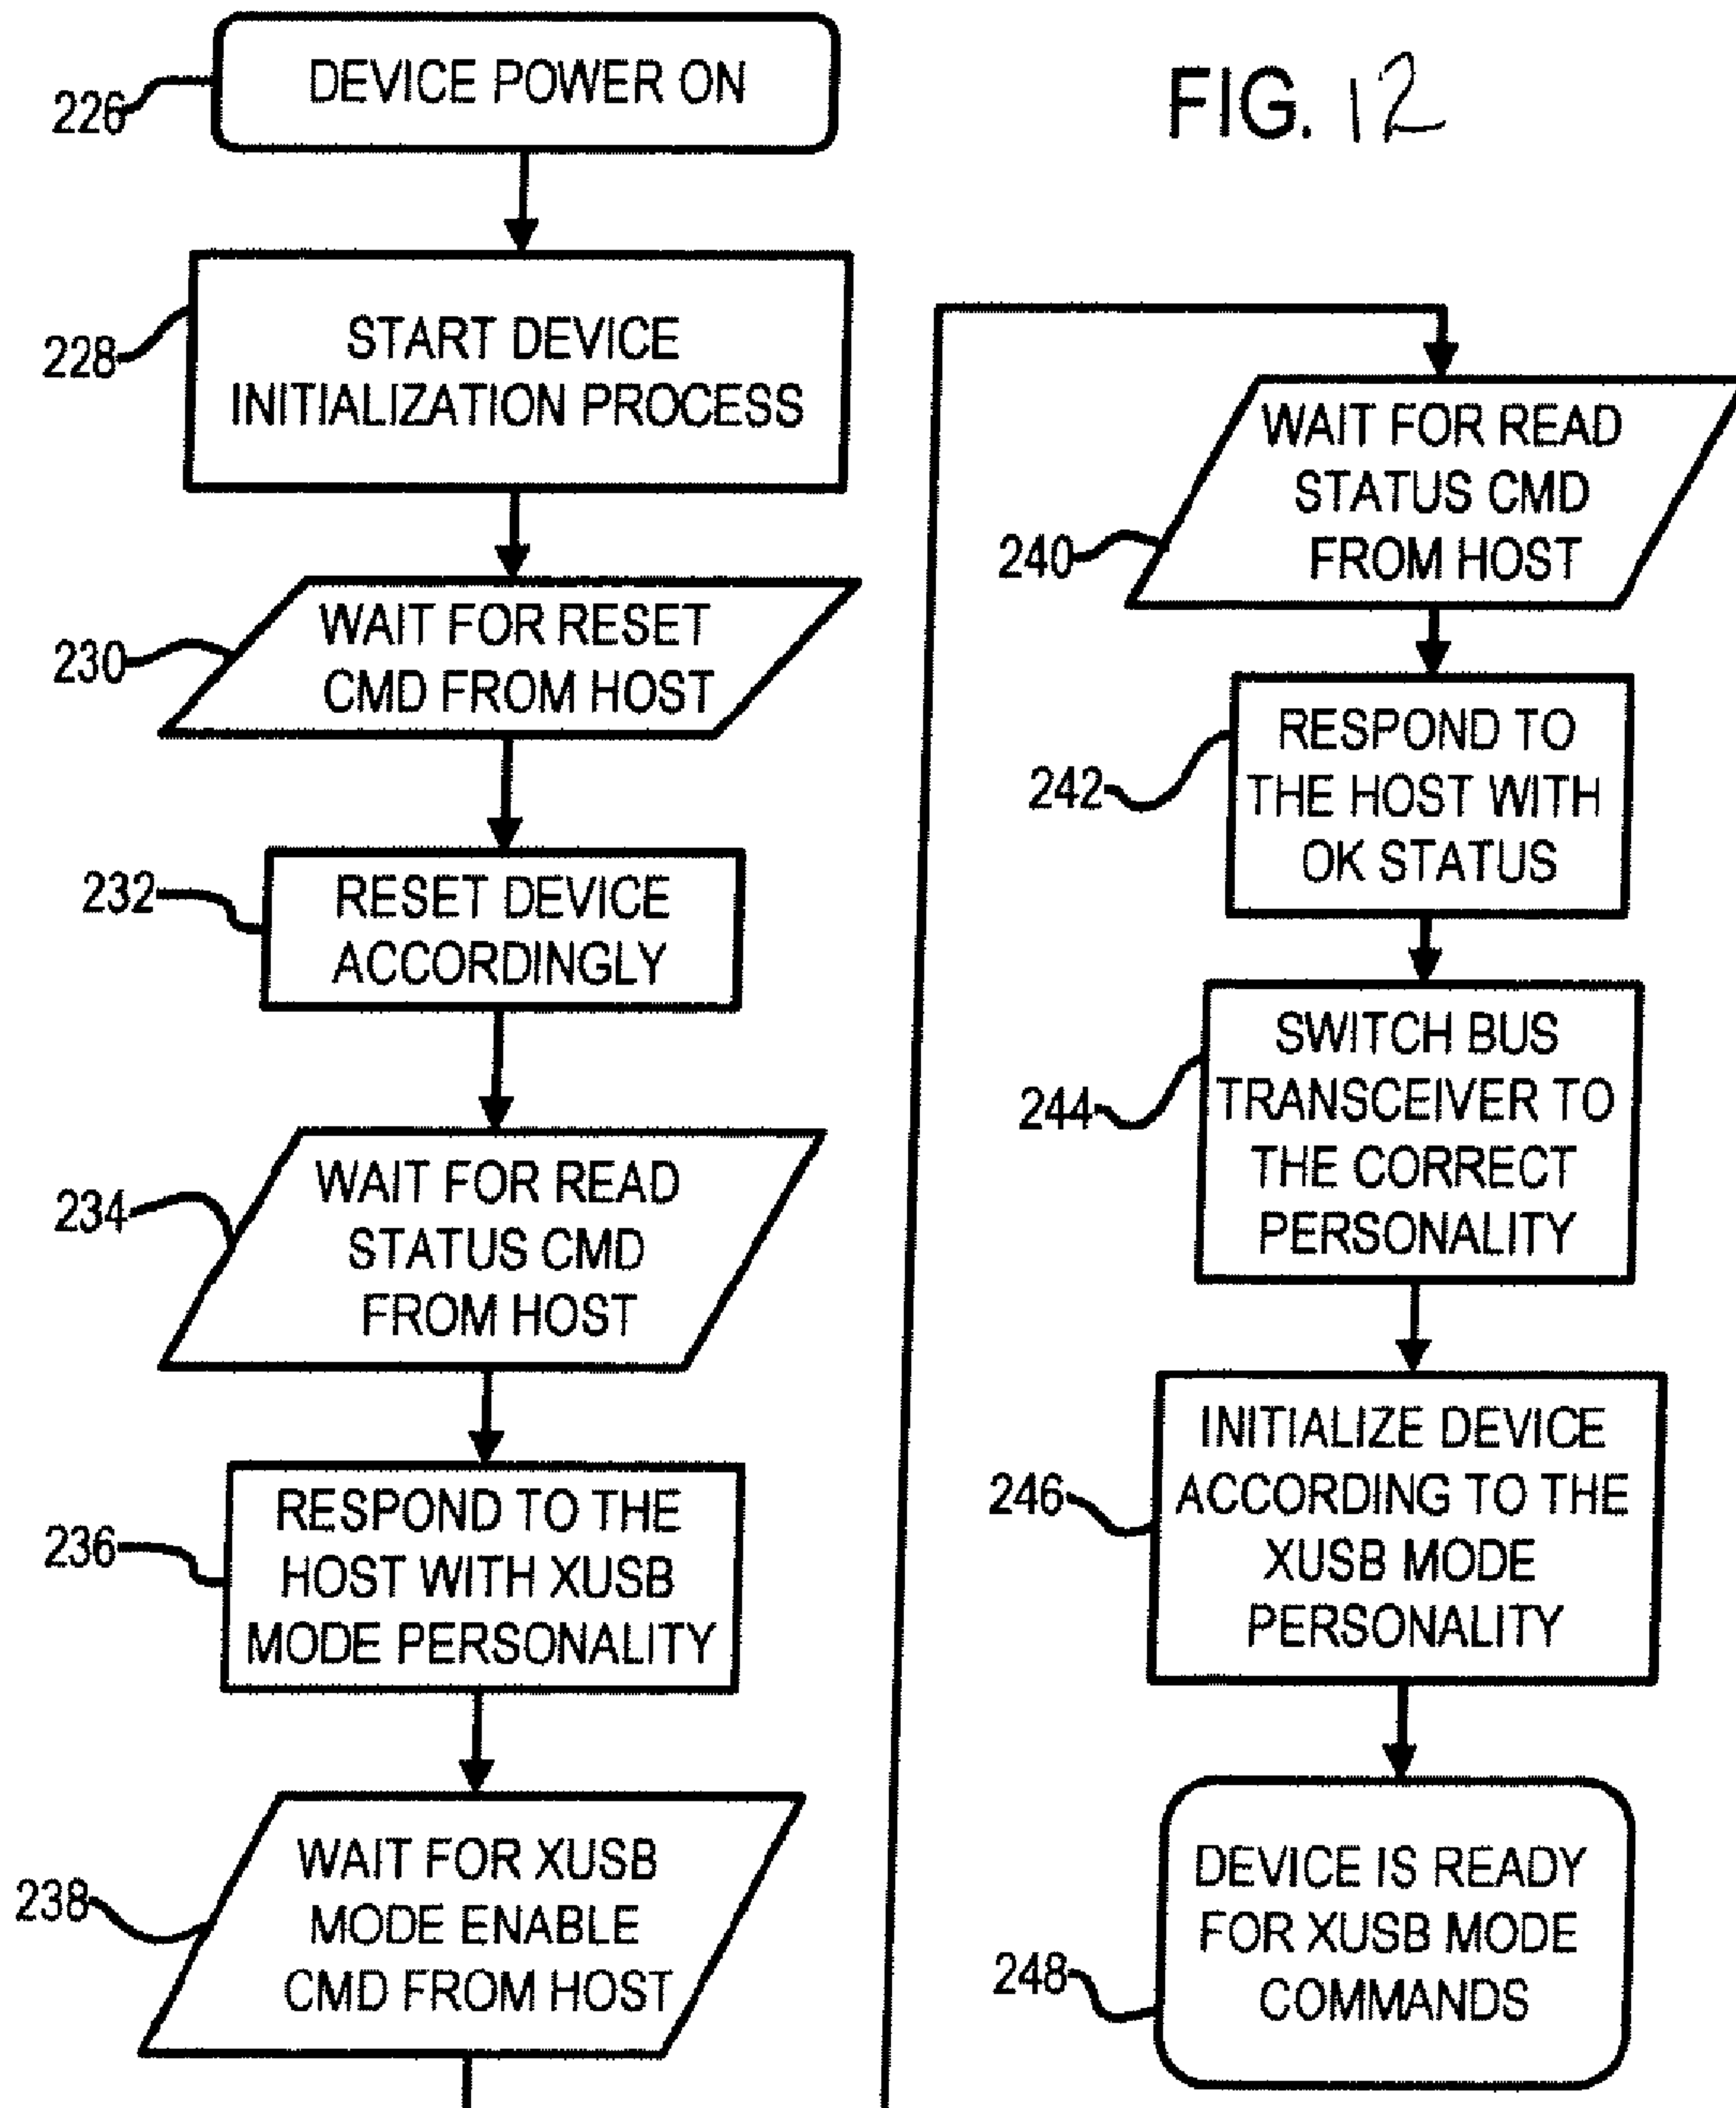 FIG. 12
226
DEVICE POWER ON
228
START DEVICE
INITIALIZATION PROCESS
230
WAIT FOR RESET
CMD FROM HOST
232
RESET DEVICE
ACCORDINGLY
234
WAIT FOR READ
STATUS CMD
FROM HOST
236
RESPOND TO THE
HOST WITH XUSB
MODE PERSONALITY
238
WAIT FOR XUSB
MODE ENABLE
CMD FROM HOST
240
WAIT FOR READ
STATUS CMD
FROM HOST
242
RESPOND TO
THE HOST WITH
OK STATUS
244
SWITCH BUS
TRANSCEIVER TO
THE CORRECT
PERSONALITY
246
INITIALIZE DEVICE
ACCORDING TO THE
XUSB MODE
PERSONALITY
248
DEVICE IS READY
FOR XUSB MODE
COMMANDS